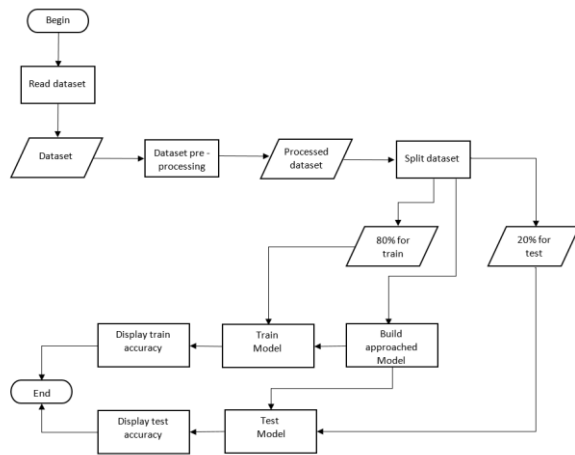 Begin
Read dataset
Dataset
Dataset pre -
processing
Processed
dataset
Split dataset
80% for
train
20% for
test
Display train
accuracy
Train
Model
Build
approached
Model
End
Display test
accuracy
Test
Model